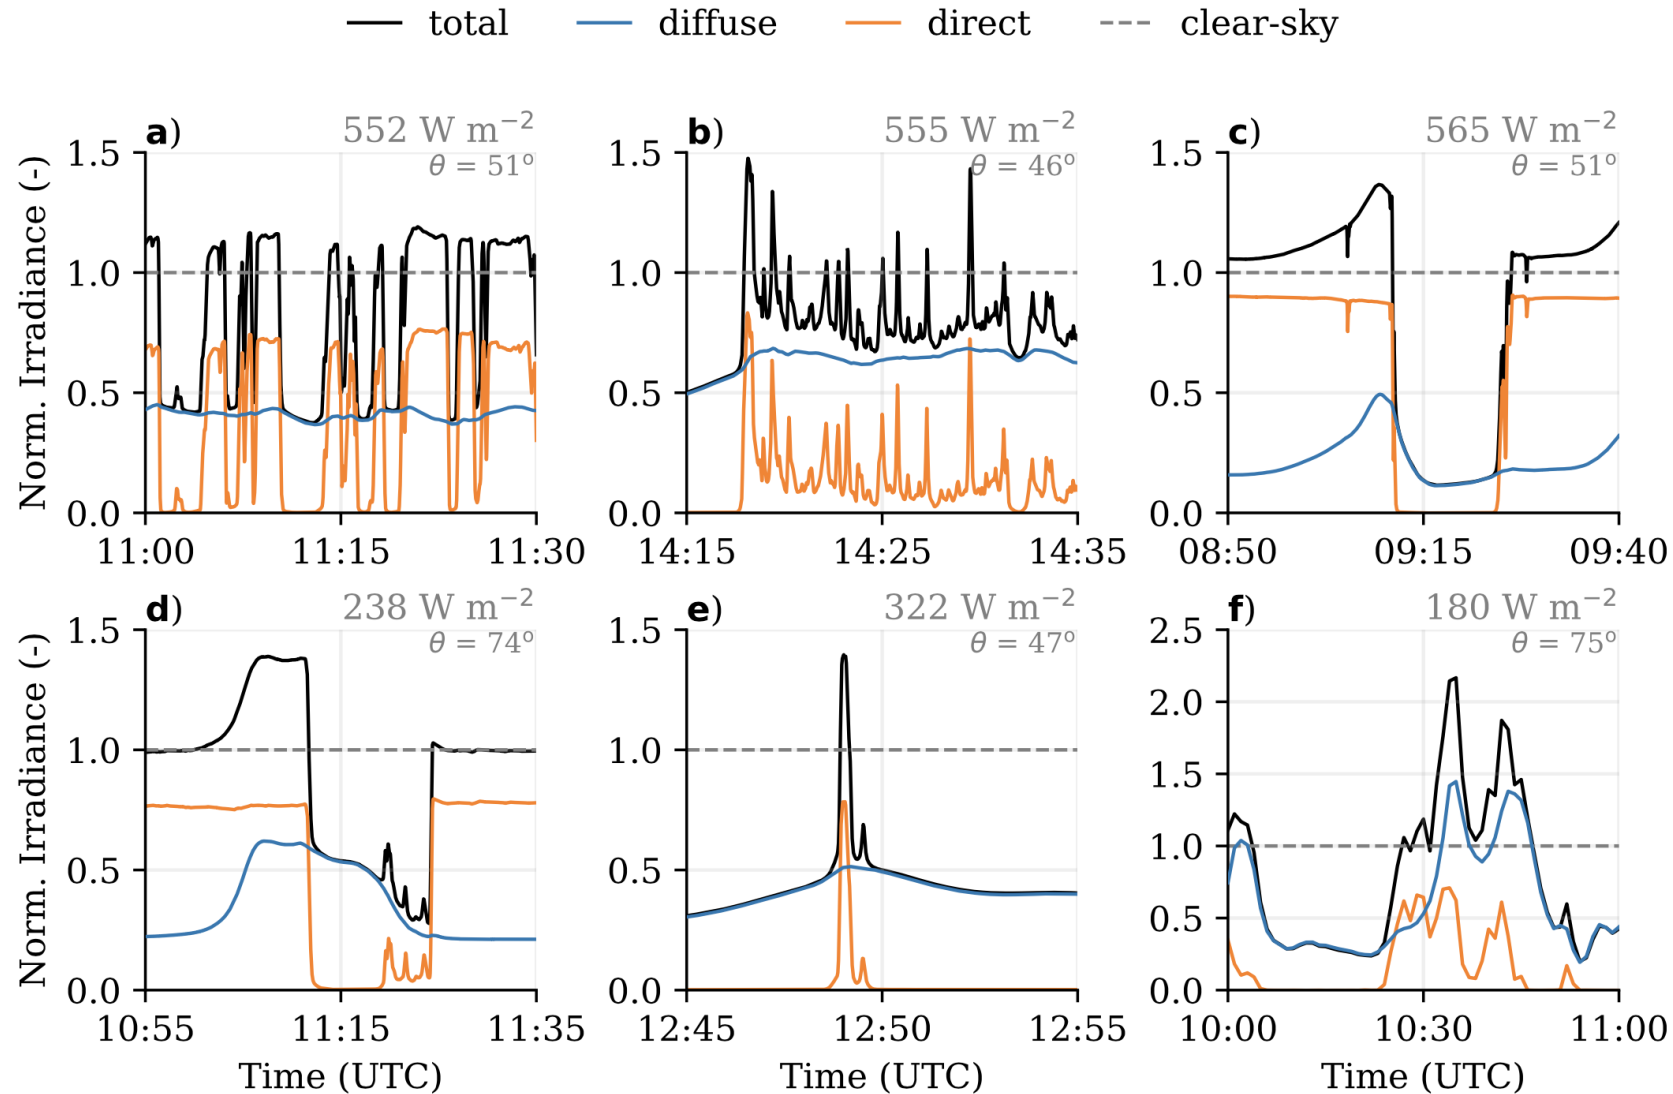 total diffuse direct clear-sky
a) 552 W m⁻² b) 555 W m⁻² c) 565 W m⁻²
θ = 51° θ = 46° θ = 51°
Norm. Irradiance (-)
1.5 1.5 1.5
1.0 1.0 1.0
0.5 0.5 0.5
0.0 0.0 0.0
11:00 11:15 11:30 14:15 14:25 14:35 08:50 09:15 09:40
d) 238 W m⁻² e) 322 W m⁻² f) 180 W m⁻²
θ = 74° θ = 47° θ = 75°
Norm. Irradiance (-)
1.5 1.5 2.5
2.0
1.0 1.0 1.5
1.0
0.5 0.5 0.5
0.0 0.0 0.0
10:55 11:15 11:35 12:45 12:50 12:55 10:00 10:30 11:00
Time (UTC) Time (UTC) Time (UTC)